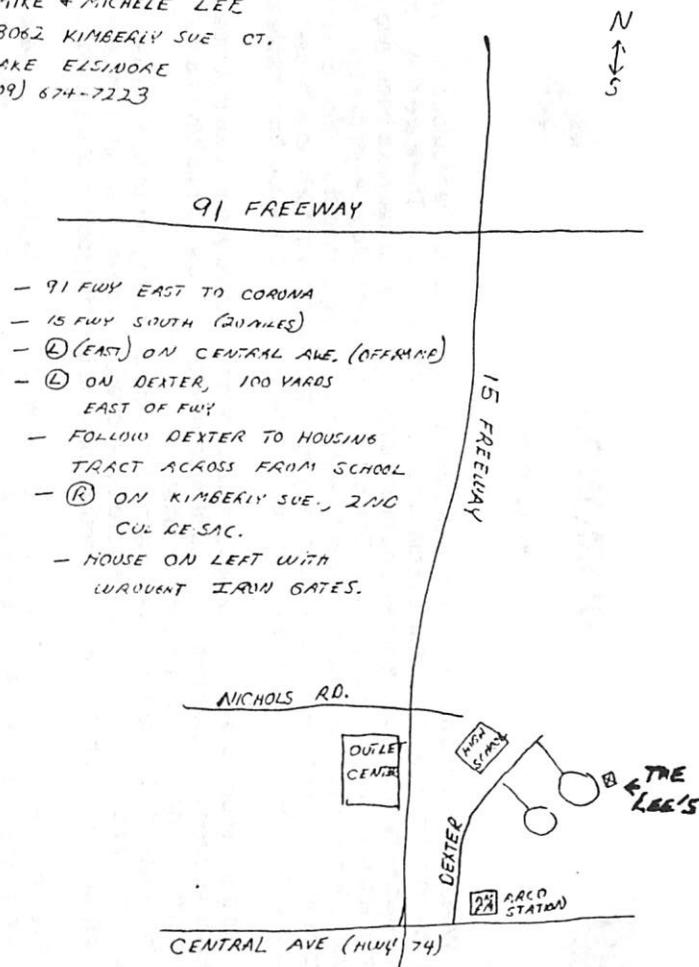 MIKE & MICHELE LEE
3062 KIMBERLY SUE CT.
AKE ELSINORE
09) 674-7223
N
S
91 FREEWAY
- 91 FWY EAST TO CORONA
- 15 FWY SOUTH (20 MILES)
- (L) (EAST) ON CENTRAL AVE. (OFFRAMP)
- (L) ON DEXTER, 100 YARDS
EAST OF FWY
- FOLLOW DEXTER TO HOUSING
TRACT ACROSS FROM SCHOOL
- (R) ON KIMBERLY SUE., 2ND
CUL DE SAC.
- HOUSE ON LEFT WITH
WROUGHT IRON GATES.
15 FREEWAY
NICHOLS RD.
OUTLET
CENTER
HIGH
SCHOOL
THE
LEE'S
DEXTER
ARCO
STATION
CENTRAL AVE (HWY 74)